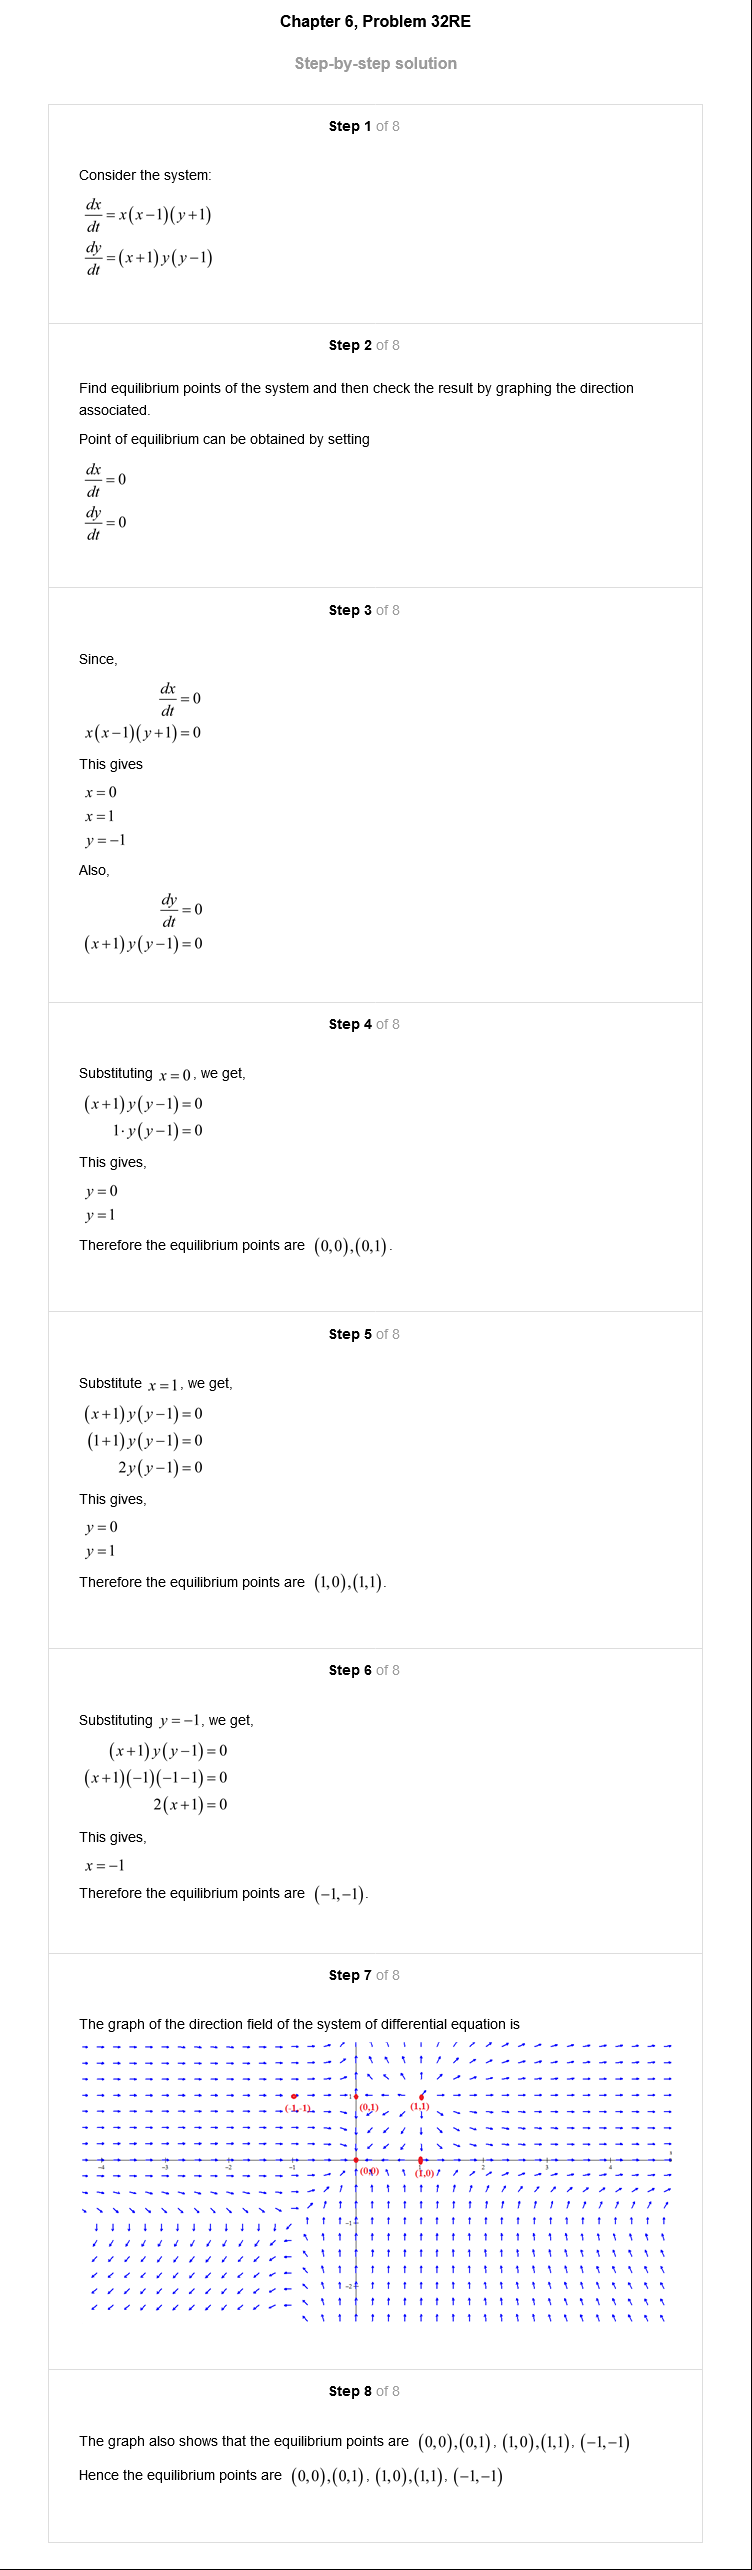 Chapter 6, Problem 32RE
Step-by-step solution
Step 1 of 8
Consider the system:
dx/dt = x(x−1)(y+1)
dy/dt = (x+1)y(y−1)
Step 2 of 8
Find equilibrium points of the system and then check the result by graphing the direction
associated.
Point of equilibrium can be obtained by setting
dx/dt = 0
dy/dt = 0
Step 3 of 8
Since,
dx/dt = 0
x(x−1)(y+1) = 0
This gives
x = 0
x = 1
y = −1
Also,
dy/dt = 0
(x+1)y(y−1) = 0
Step 4 of 8
Substituting x = 0, we get,
(x+1)y(y−1) = 0
1·y(y−1) = 0
This gives,
y = 0
y = 1
Therefore the equilibrium points are (0,0),(0,1).
Step 5 of 8
Substitute x = 1, we get,
(x+1)y(y−1) = 0
(1+1)y(y−1) = 0
2y(y−1) = 0
This gives,
y = 0
y = 1
Therefore the equilibrium points are (1,0),(1,1).
Step 6 of 8
Substituting y = −1, we get,
(x+1)y(y−1) = 0
(x+1)(−1)(−1−1) = 0
2(x+1) = 0
This gives,
x = −1
Therefore the equilibrium points are (−1,−1).
Step 7 of 8
The graph of the direction field of the system of differential equation is
1
(-1,-1) (0,1) (1,1)
-4 -3 -2 -1 2 3 4
(0,0) (1,0)
-1
-2
Step 8 of 8
The graph also shows that the equilibrium points are (0,0),(0,1), (1,0),(1,1), (−1,−1)
Hence the equilibrium points are (0,0),(0,1), (1,0),(1,1), (−1,−1)